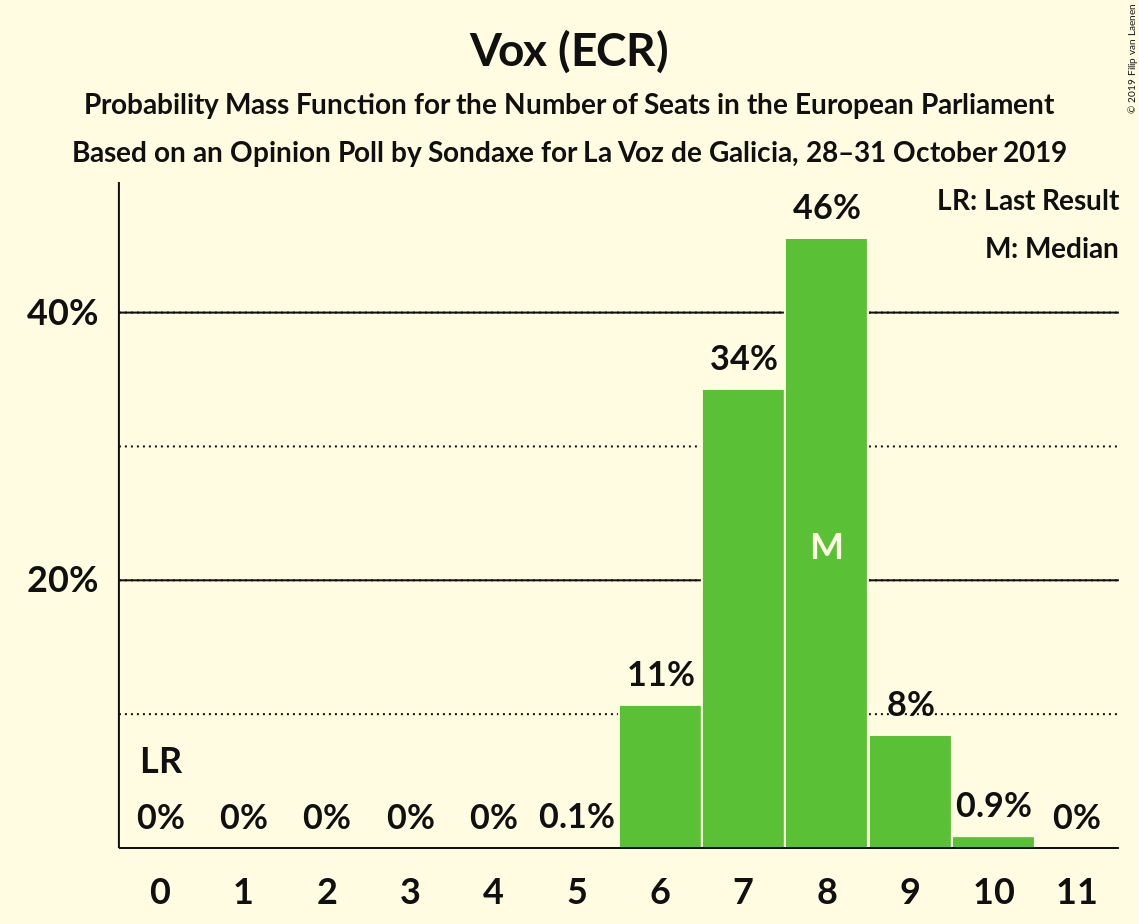 Vox (ECR)
Probability Mass Function for the Number of Seats in the European Parliament
Based on an Opinion Poll by Sondaxe for La Voz de Galicia, 28–31 October 2019
© 2019 Filip van Laenen
LR: Last Result
M: Median
46%
40%
34%
M
20%
11%
8%
LR
0% 0% 0% 0% 0% 0.1% 0.9% 0%
0 1 2 3 4 5 6 7 8 9 10 11